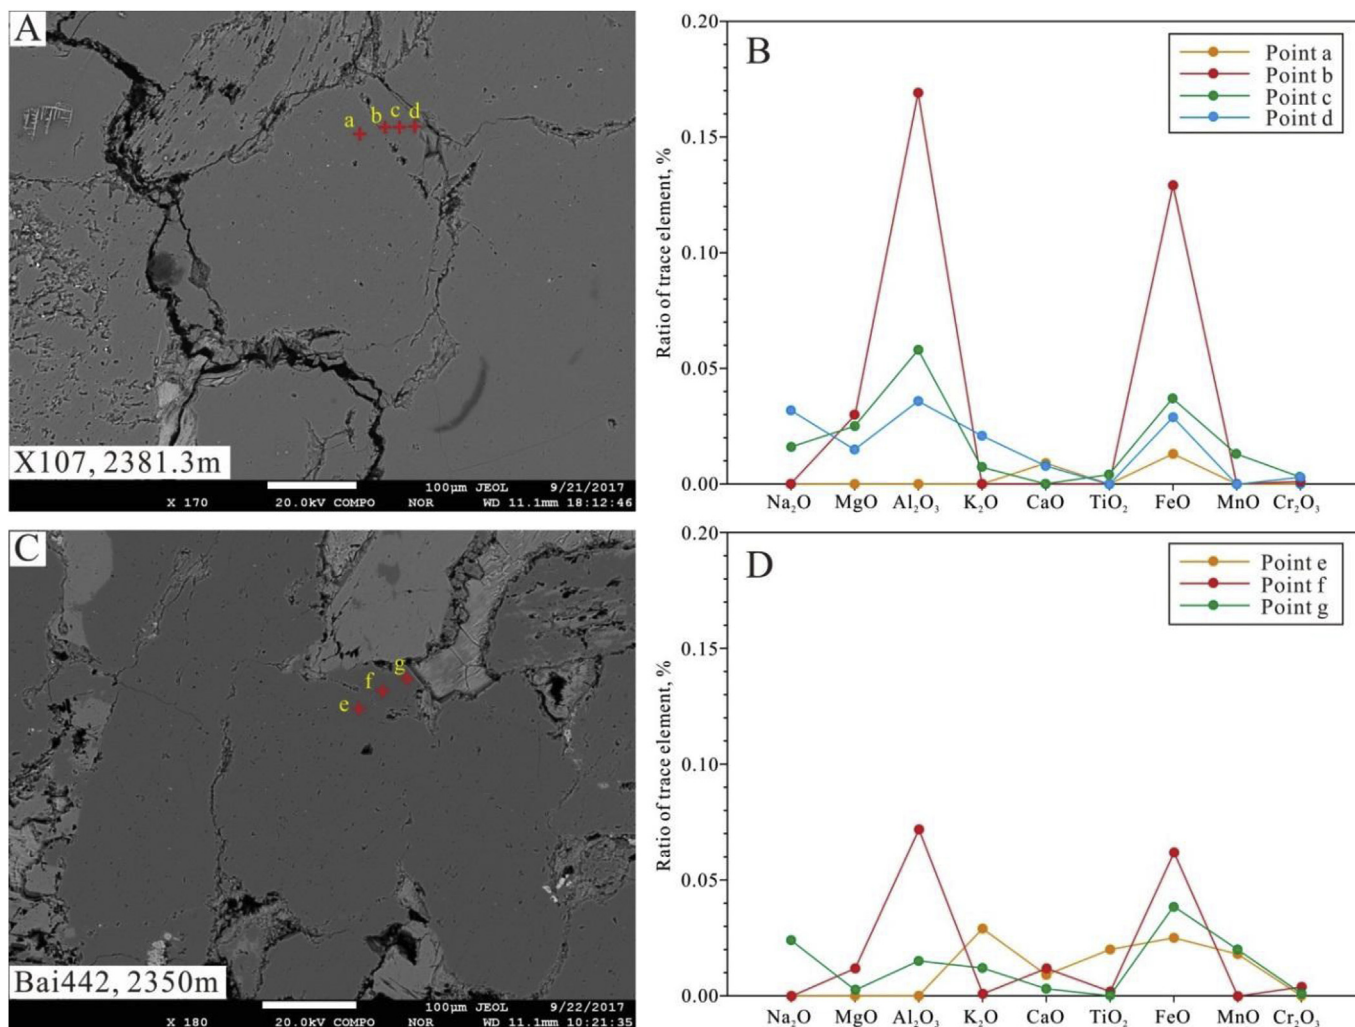 A
a b c d
X107, 2381.3m
100μm JEOL 9/21/2017
X 170 20.0kV COMPO NOR WD 11.1mm 18:12:46
B
Point a
Point b
Point c
Point d
Ratio of trace element, %
0.20
0.15
0.10
0.05
0.00
Na₂O MgO Al₂O₃ K₂O CaO TiO₂ FeO MnO Cr₂O₃
C
g
f
e
Bai442, 2350m
100μm JEOL 9/22/2017
X 180 20.0kV COMPO NOR WD 11.1mm 10:21:35
D
Point e
Point f
Point g
Ratio of trace element, %
0.20
0.15
0.10
0.05
0.00
Na₂O MgO Al₂O₃ K₂O CaO TiO₂ FeO MnO Cr₂O₃